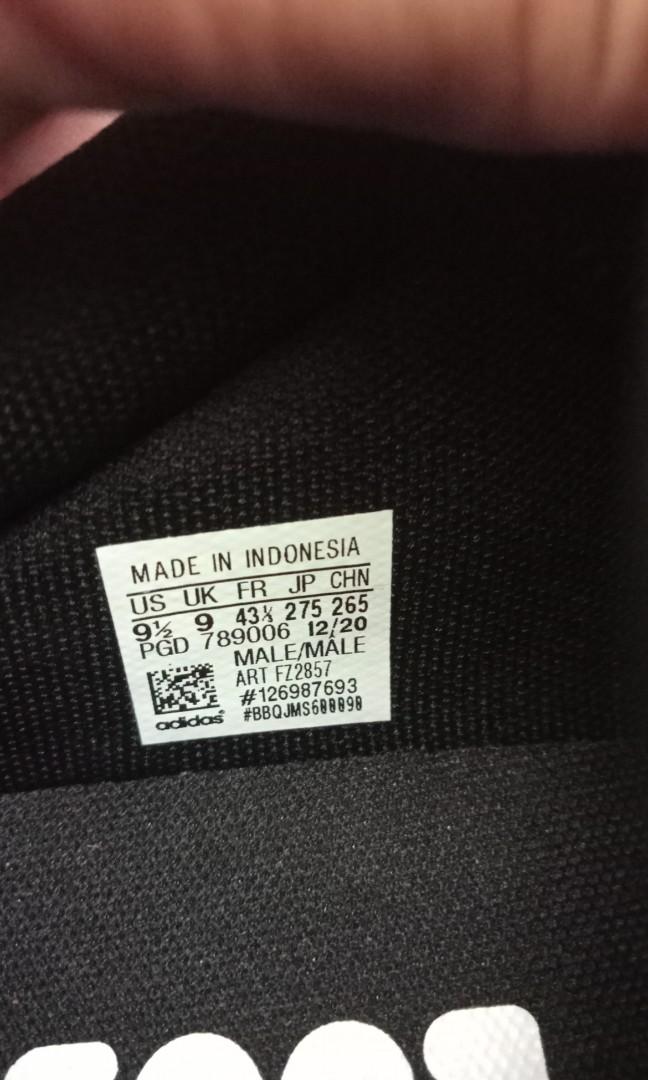 MADE IN INDONESIA
US UK FR JP CHN
9½ 9 43⅓ 275 265
PGD 789006 12/20
MALE/MÂLE
ART FZ2857
#126987693
adidas®